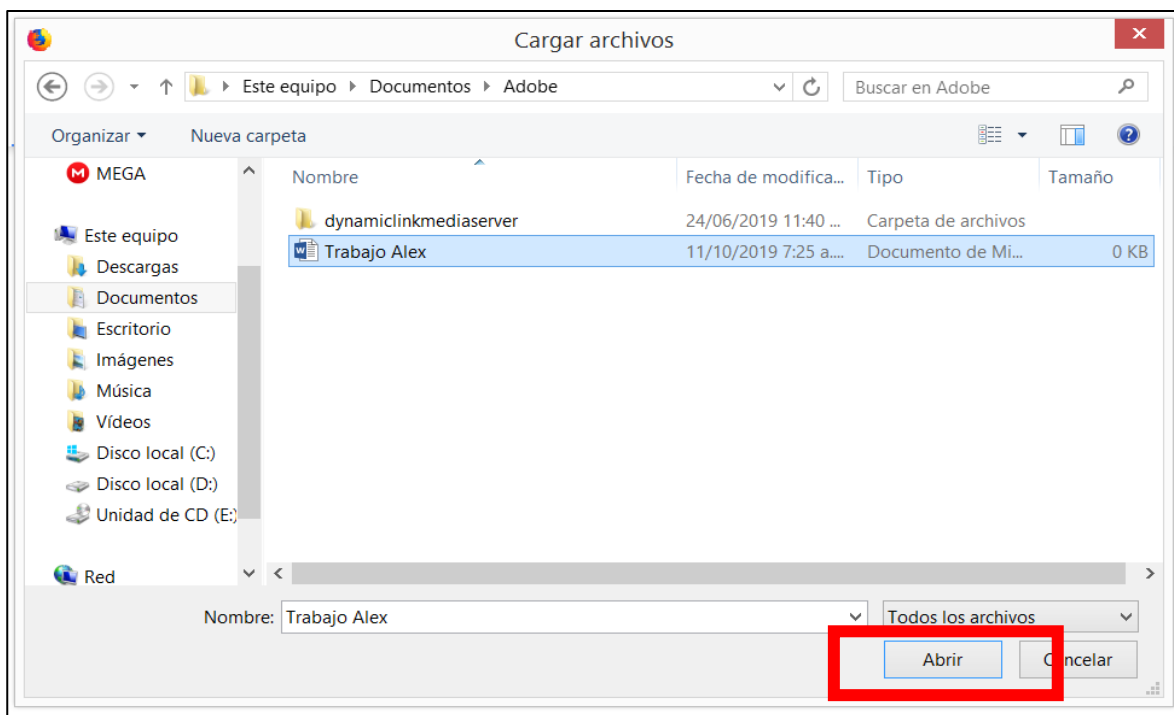 Cargar archivos
Este equipo Documentos Adobe Buscar en Adobe
Organizar Nueva carpeta
MEGA
Este equipo
Descargas
Documentos
Escritorio
Imágenes
Música
Vídeos
Disco local (C:)
Disco local (D:)
Unidad de CD (E:)
Red
Nombre Fecha de modifica... Tipo Tamaño
dynamiclinkmediaserver 24/06/2019 11:40 ... Carpeta de archivos
Trabajo Alex 11/10/2019 7:25 a.... Documento de Mi... 0 KB
Nombre: Trabajo Alex Todos los archivos
Abrir Cancelar